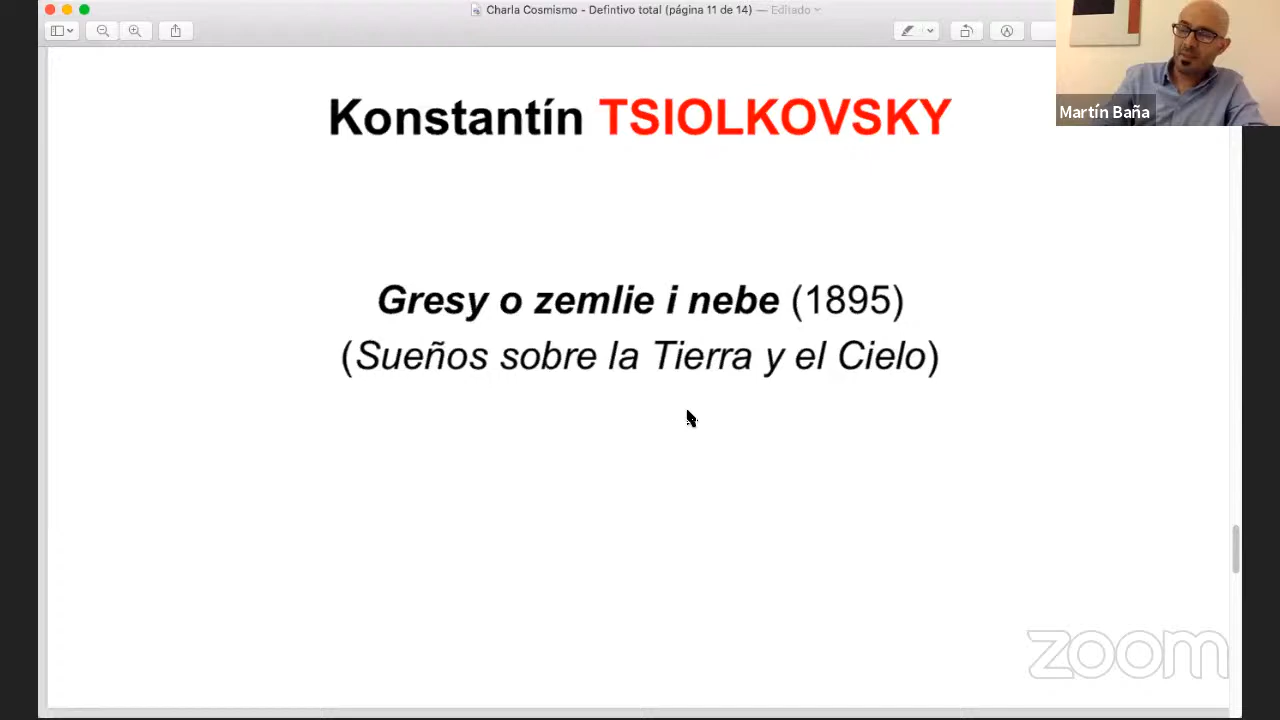 Charla Cosmismo - Defintivo total (página 11 de 14) — Editado
Martín Baña
Konstantín TSIOLKOVSKY
Gresy o zemlie i nebe (1895)
(Sueños sobre la Tierra y el Cielo)
zoom